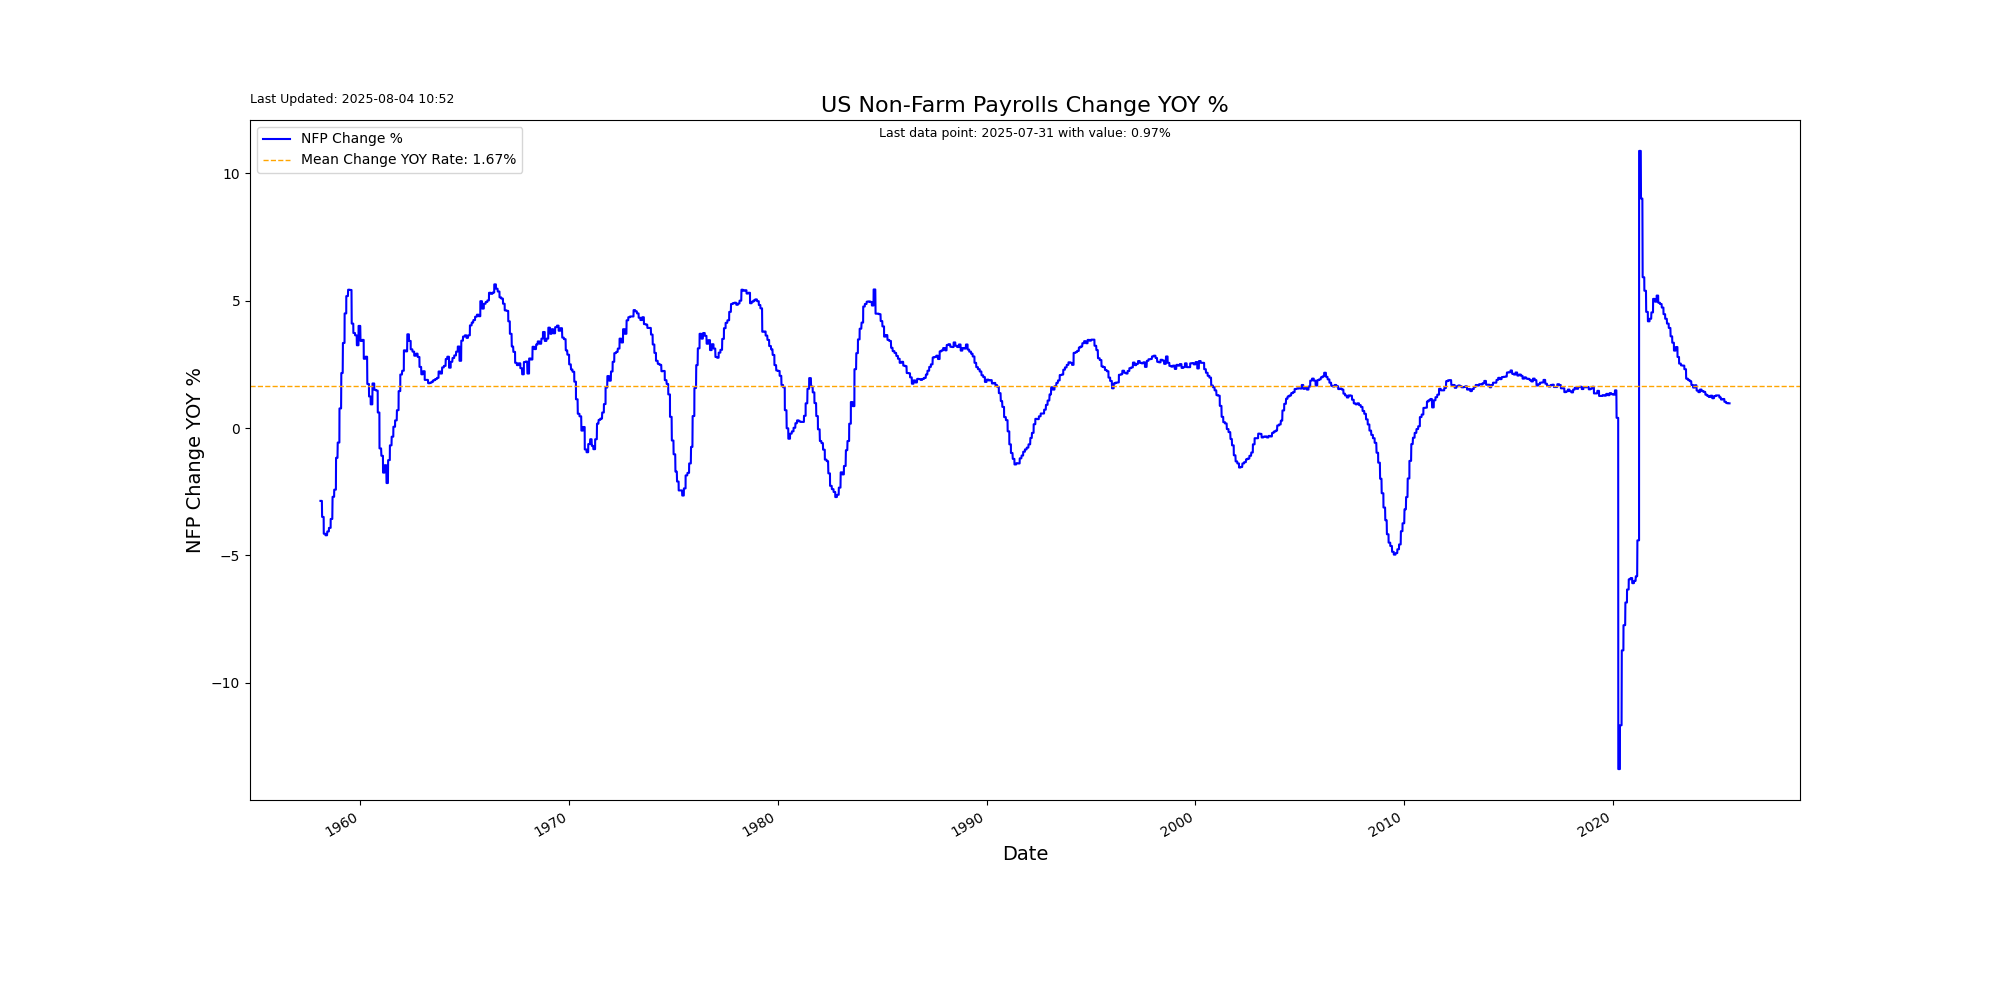 Last Updated: 2025-08-04 10:52
US Non-Farm Payrolls Change YOY %
Last data point: 2025-07-31 with value: 0.97%
NFP Change %
Mean Change YOY Rate: 1.67%
10
5
0
−5
−10
NFP Change YOY %
1960
1970
1980
1990
2000
2010
2020
Date